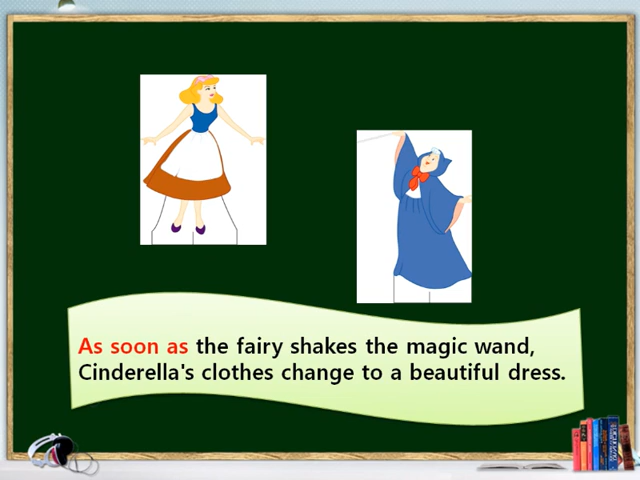 As soon as the fairy shakes the magic wand,
Cinderella's clothes change to a beautiful dress.